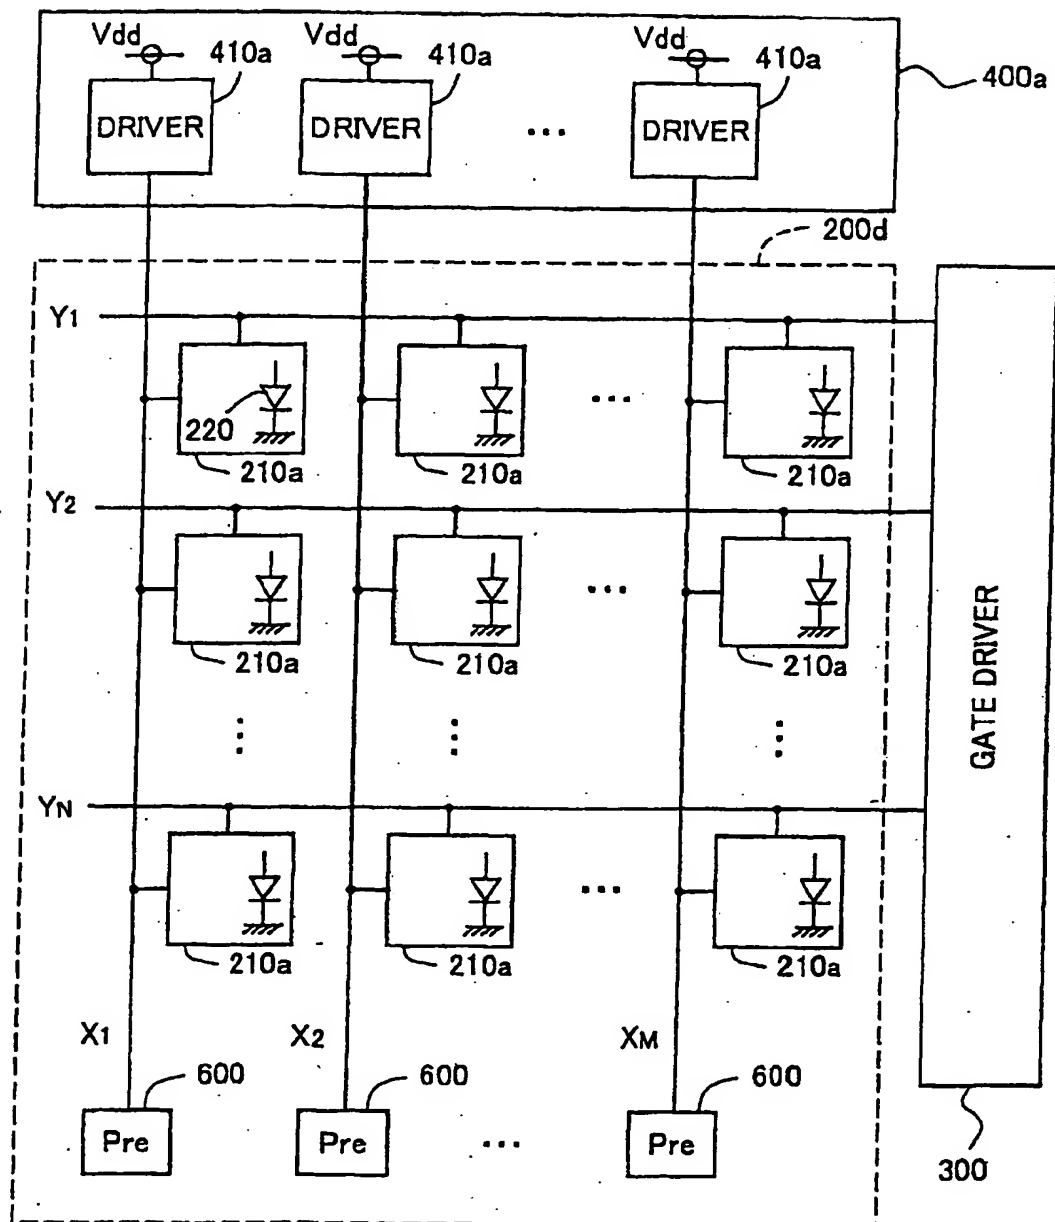 Vdd 410a Vdd 410a Vdd 410a 400a
DRIVER DRIVER ... DRIVER
200d
Y1
220 ...
210a 210a 210a
Y2
...
210a 210a 210a
... ... ...
GATE DRIVER
YN
...
210a 210a 210a
X1 X2 XM
600 600 600
Pre Pre ... Pre
300